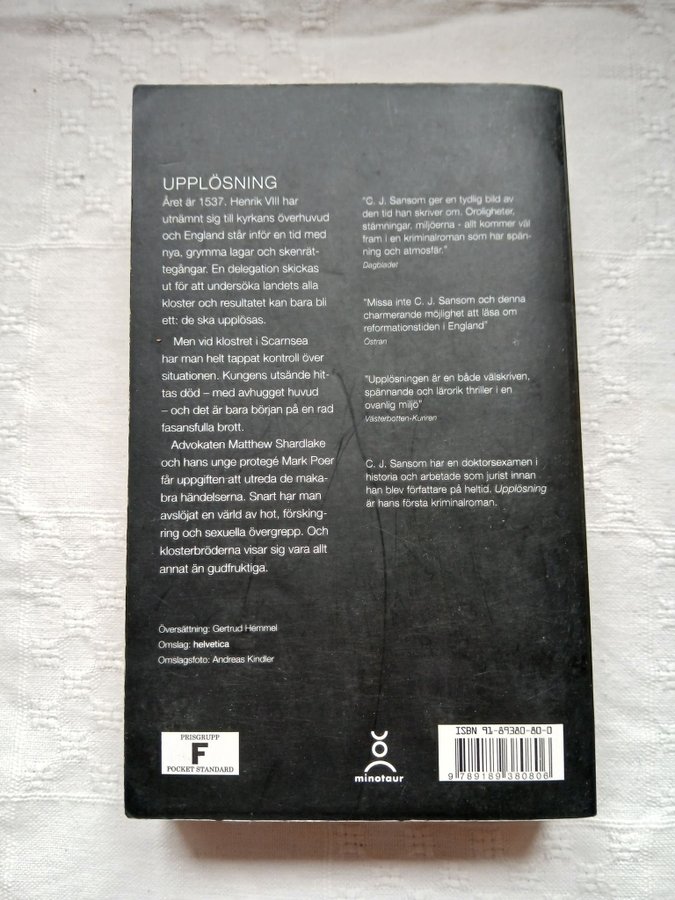 UPPLÖSNING
Året är 1537. Henrik VIII har
utnämnt sig till kyrkans överhuvud
och England står inför en tid med
nya, grymma lagar och skenrät-
tegångar. En delegation skickas
ut för att undersöka landets alla
kloster och resultatet kan bara bli
ett: de ska upplösas.
Men vid klostret i Scarnsea
har man helt tappat kontroll över
situationen. Kungens utsände hit-
tas död – med avhugget huvud
– och det är bara början på en rad
fasansfulla brott.
Advokaten Matthew Shardlake
och hans unge protegé Mark Poer
får uppgiften att utreda de maka-
bra händelserna. Snart har man
avslöjat en värld av hot, försking-
ring och sexuella övergrepp. Och
klosterbröderna visar sig vara allt
annat än gudfruktiga.
Översättning: Gertrud Hemmel
Omslag: helvetica
Omslagsfoto: Andreas Kindler
PRISGRUPP
F
POCKET STANDARD
"C. J. Sansom ger en tydlig bild av
den tid han skriver om. Oroligheter,
stämningar, miljöerna - allt kommer väl
fram i en kriminalroman som har spän-
ning och atmosfär."
Dagbladet
"Missa inte C. J. Sansom och denna
charmerande möjlighet att läsa om
reformationstiden i England"
Östran
"Upplösningen är en både välskriven,
spännande och lärorik thriller i en
ovanlig miljö"
Västerbotten-Kuriren
C. J. Sansom har en doktorsexamen i
historia och arbetade som jurist innan
han blev författare på heltid. Upplösning
är hans första kriminalroman.
minotaur
ISBN 91-89380-80-0
9 789189 380806